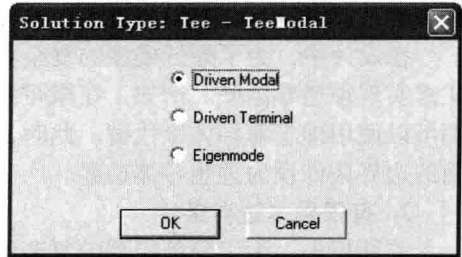 Solution Type: Tee - TeeModal
Driven Modal
Driven Terminal
Eigenmode
OK
Cancel